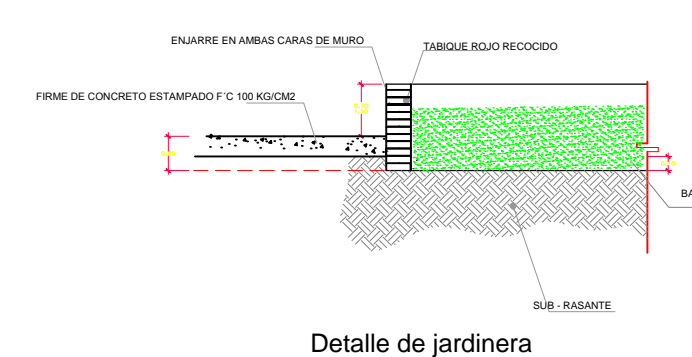 ENJARRE EN AMBAS CARAS DE MURO
TABIQUE ROJO RECOCIDO
FIRME DE CONCRETO ESTAMPADO F´C 100 KG/CM2
BA
SUB - RASANTE
Detalle de jardinera